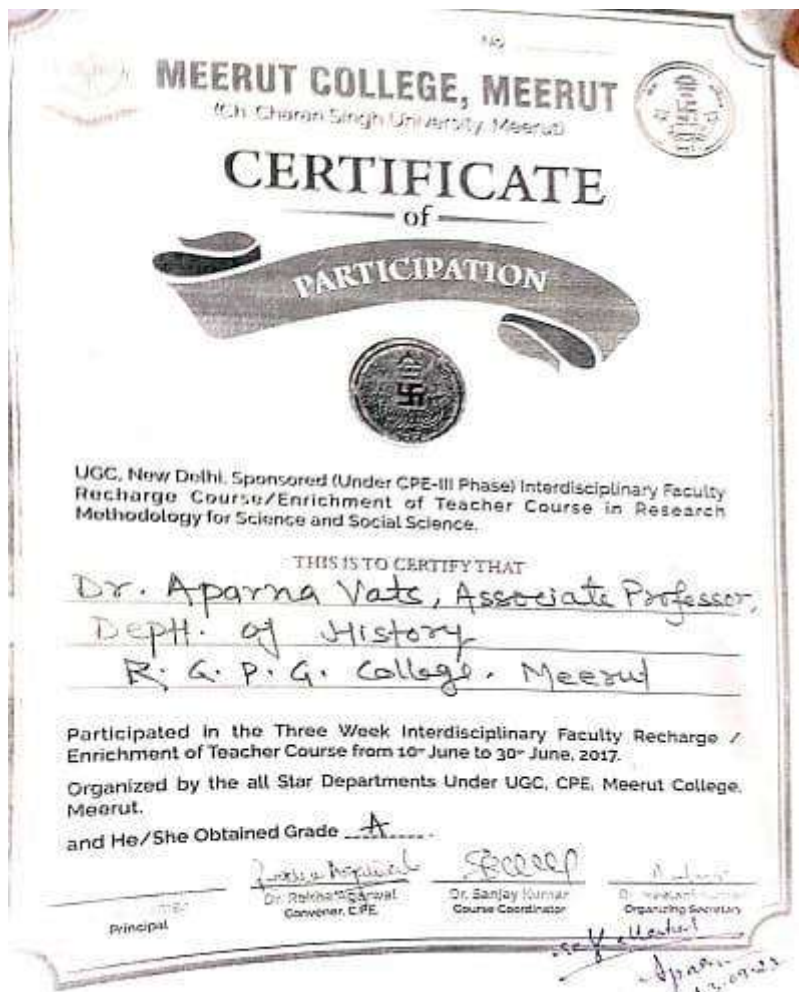 No
MEERUT COLLEGE, MEERUT
(Ch. Charan Singh University, Meerut)
CERTIFICATE
of
PARTICIPATION
UGC, New Delhi, Sponsored (Under CPE-III Phase) Interdisciplinary Faculty
Recharge Course/Enrichment of Teacher Course in Research
Methodology for Science and Social Science.
THIS IS TO CERTIFY THAT
Dr. Aparna Vats, Associate Professor,
Deptt. of History
R. G. P. G. College. Meerut
Participated in the Three Week Interdisciplinary Faculty Recharge /
Enrichment of Teacher Course from 10th June to 30th June, 2017.
Organized by the all Star Departments Under UGC, CPE, Meerut College,
Meerut.
and He/She Obtained Grade A
Dr. Sanjay Kumar
Principal
Convener, CPE
Course Coordinator
Organizing Secretary
self attested